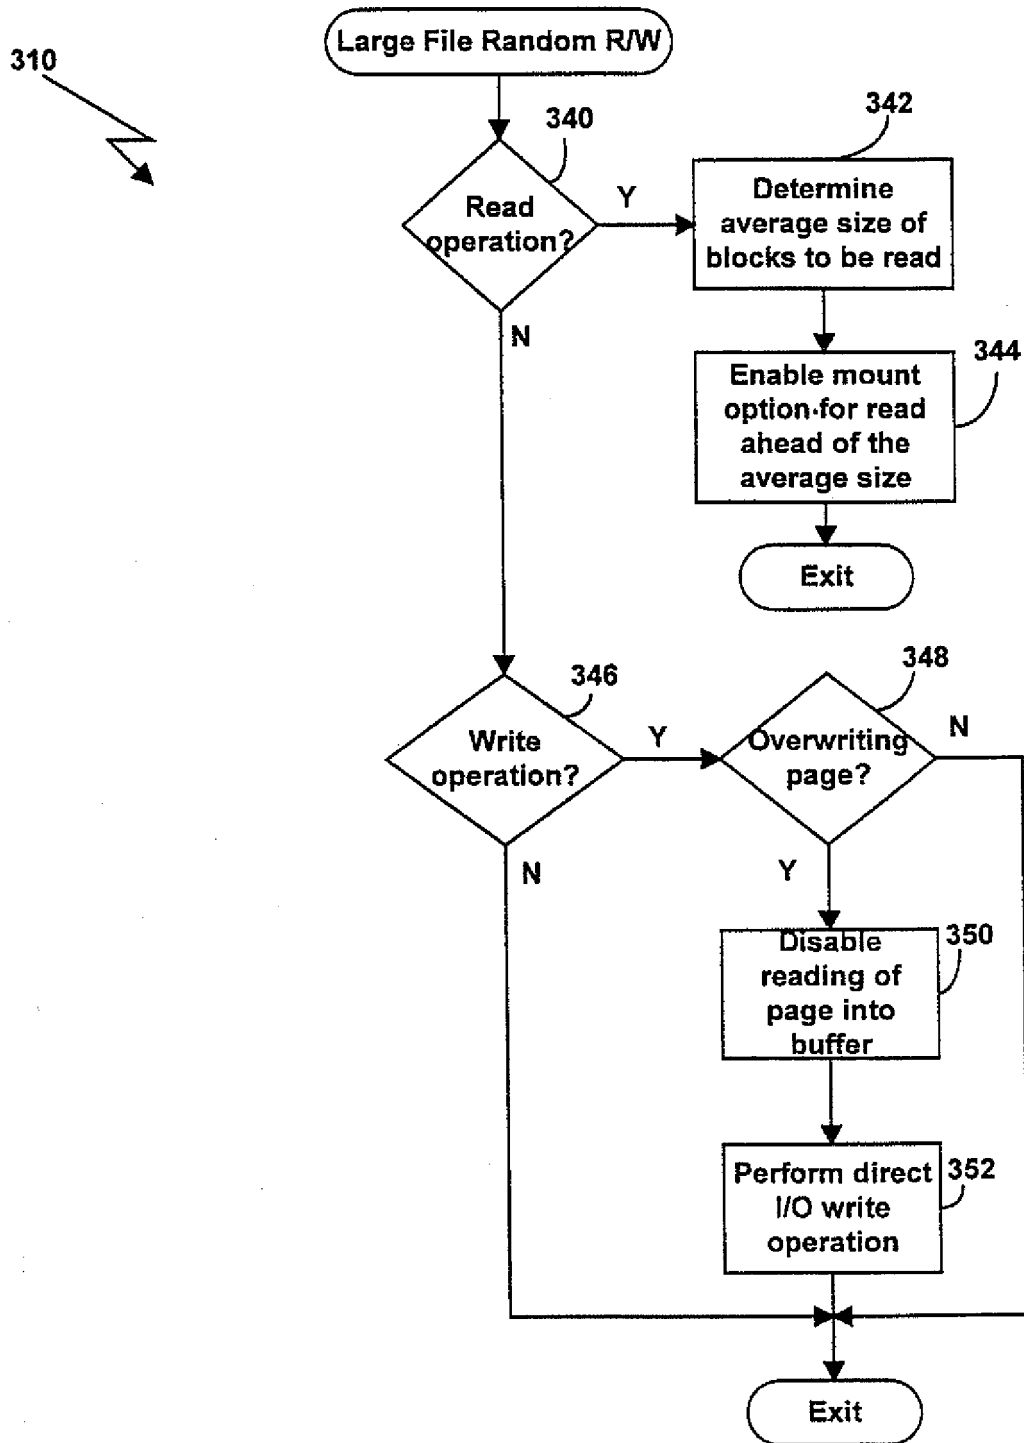 Large File Random R/W
310
340
342
Read
operation?
Y
Determine
average size of
blocks to be read
N
344
Enable mount
option for read
ahead of the
average size
Exit
346
348
Write
operation?
Y
Overwriting
page?
N
N
Y
350
Disable
reading of
page into
buffer
352
Perform direct
I/O write
operation
Exit